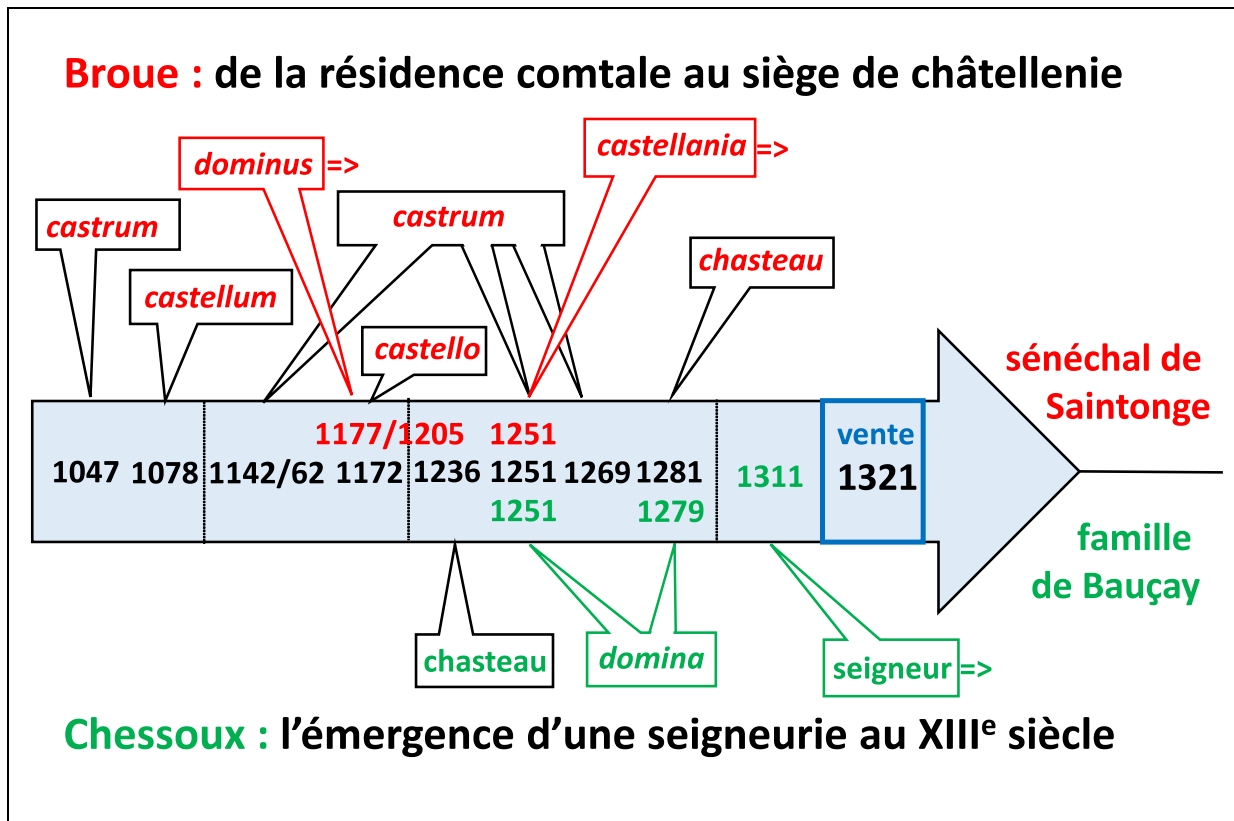 Broue : de la résidence comtale au siège de châtellenie
dominus =>
castellania =>
castrum
castrum
chasteau
castellum
castello
sénéchal de
Saintonge
1177/1205 1251
vente
1047 1078 1142/62 1172 1236 1251 1269 1281 1311 1321
1251 1279
famille
de Bauçay
chasteau
domina
seigneur =>
Chessoux : l’émergence d’une seigneurie au XIIIe siècle